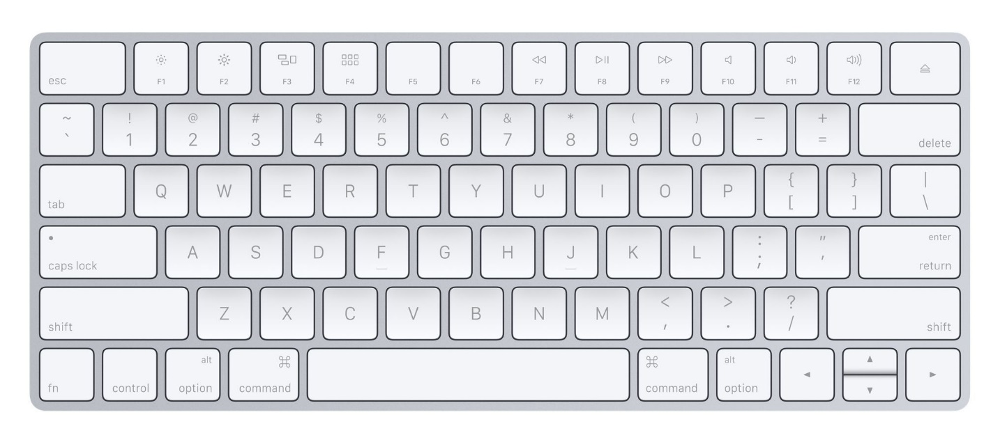 esc F1 F2 F3 F4 F5 F6 F7 F8 F9 F10 F11 F12
~ ! @ # $ % ^ & * ( ) — +
` 1 2 3 4 5 6 7 8 9 0 - = delete
tab Q W E R T Y U I O P { } |
[ ] \
caps lock A S D F G H J K L : " enter
; ' return
shift Z X C V B N M < > ?
, . / shift
alt ⌘ ⌘ alt
fn control option command command option